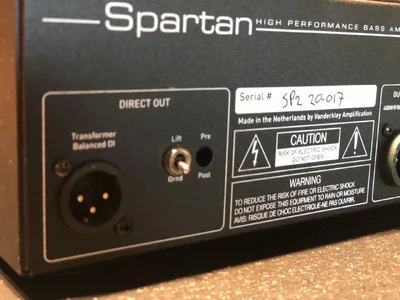 Spartan HIGH PERFORMANCE BASS AM
DIRECT OUT
Transformer
Balanced DI
Lift
Grnd
Pre
Post
Serial # SP2 20-017
Made in the Netherlands by Vanderkley Amplification
CAUTION
RISK OF ELECTRIC SHOCK
DO NOT OPEN
WARNING
TO REDUCE THE RISK OF FIRE OR ELECTRIC SHOCK
DO NOT EXPOSE THIS EQUIPMENT TO RAIN OR MOISTURE
AVIS: RISQUE DE CHOC ELECTRIQUE-NE PAS OUVRIR.
OU